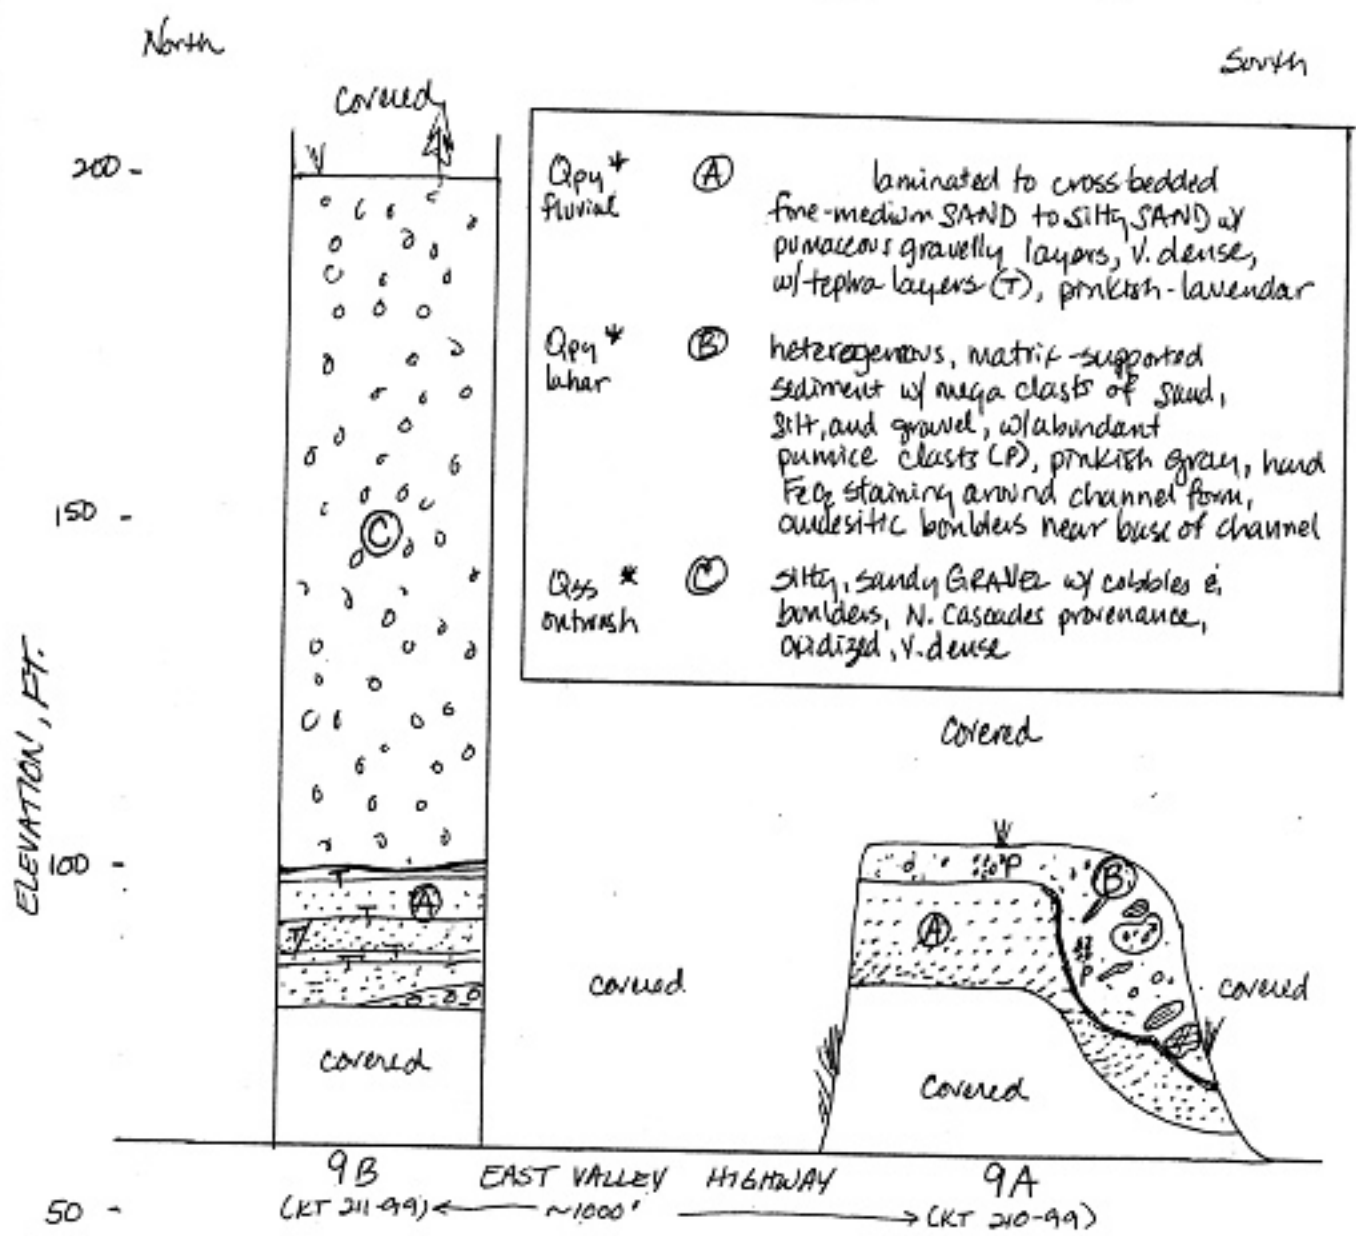 North
South
covered
200 -
Qpy *
fluvial
A
laminated to cross bedded
fine-medium SAND to silty SAND w/
pumaceous gravelly layers, v. dense,
w/ tephra layers (T), pinkish-lavendar
Qpy *
lahar
B
heterogenous, matrix-supported
sediment w/ mega clasts of sand,
silt, and gravel, w/abundant
pumice clasts (P), pinkish gray, hard
FeO2 staining around channel form,
andesitic boulders near base of channel
150 -
C
Qss *
outwash
C
silty, sandy GRAVEL w/ cobbles &
boulders, N. Cascades provenance,
oxidized, v. dense
ELEVATION, FT.
Covered
100 -
T
A
T
T
T
T
P
B
A
P
covered
covered
covered
Covered
9B
EAST VALLEY HIGHWAY
9A
(KT 211-99) ← ~1000' → (KT 210-99)
50 -